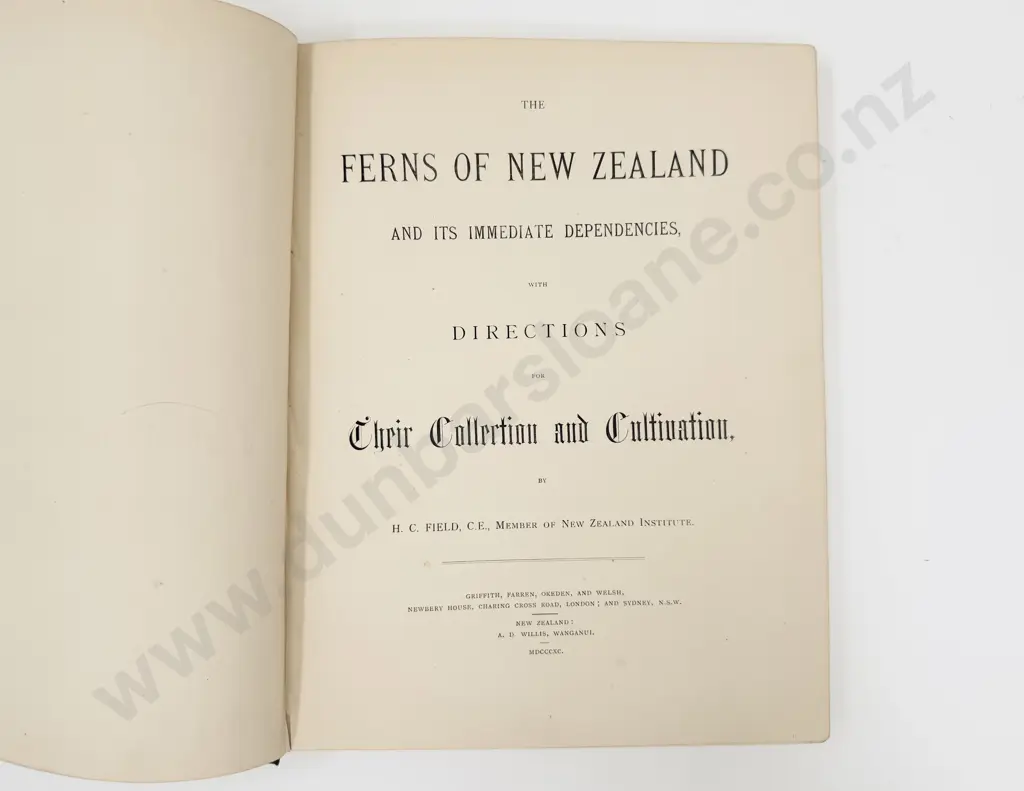 THE
FERNS OF NEW ZEALAND
AND ITS IMMEDIATE DEPENDENCIES,
WITH
DIRECTIONS
FOR
Their Collection and Cultivation,
BY
H. C. FIELD, C.E., MEMBER OF NEW ZEALAND INSTITUTE.
GRIFFITH, FARREN, OKEDEN, AND WELSH,
NEWBERY HOUSE, CHARING CROSS ROAD, LONDON; AND SYDNEY, N.S.W.
NEW ZEALAND:
A. D. WILLIS, WANGANUI.
MDCCCXC.
www.dunbarsloane.co.nz